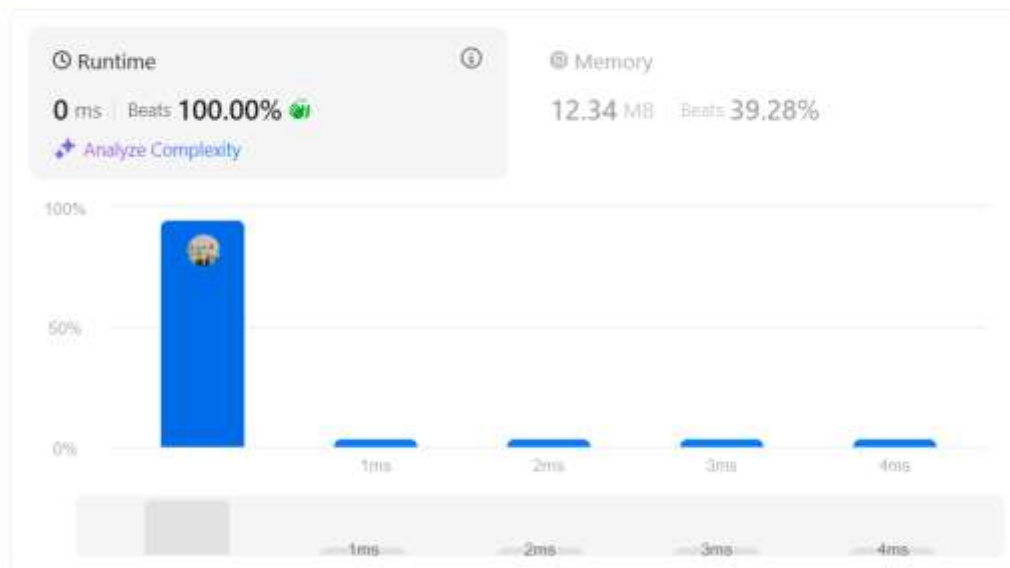 Runtime
0 ms | Beats 100.00%
Analyze Complexity
Memory
12.34 MB | Beats 39.28%
100%
50%
0%
1ms 2ms 3ms 4ms
1ms 2ms 3ms 4ms